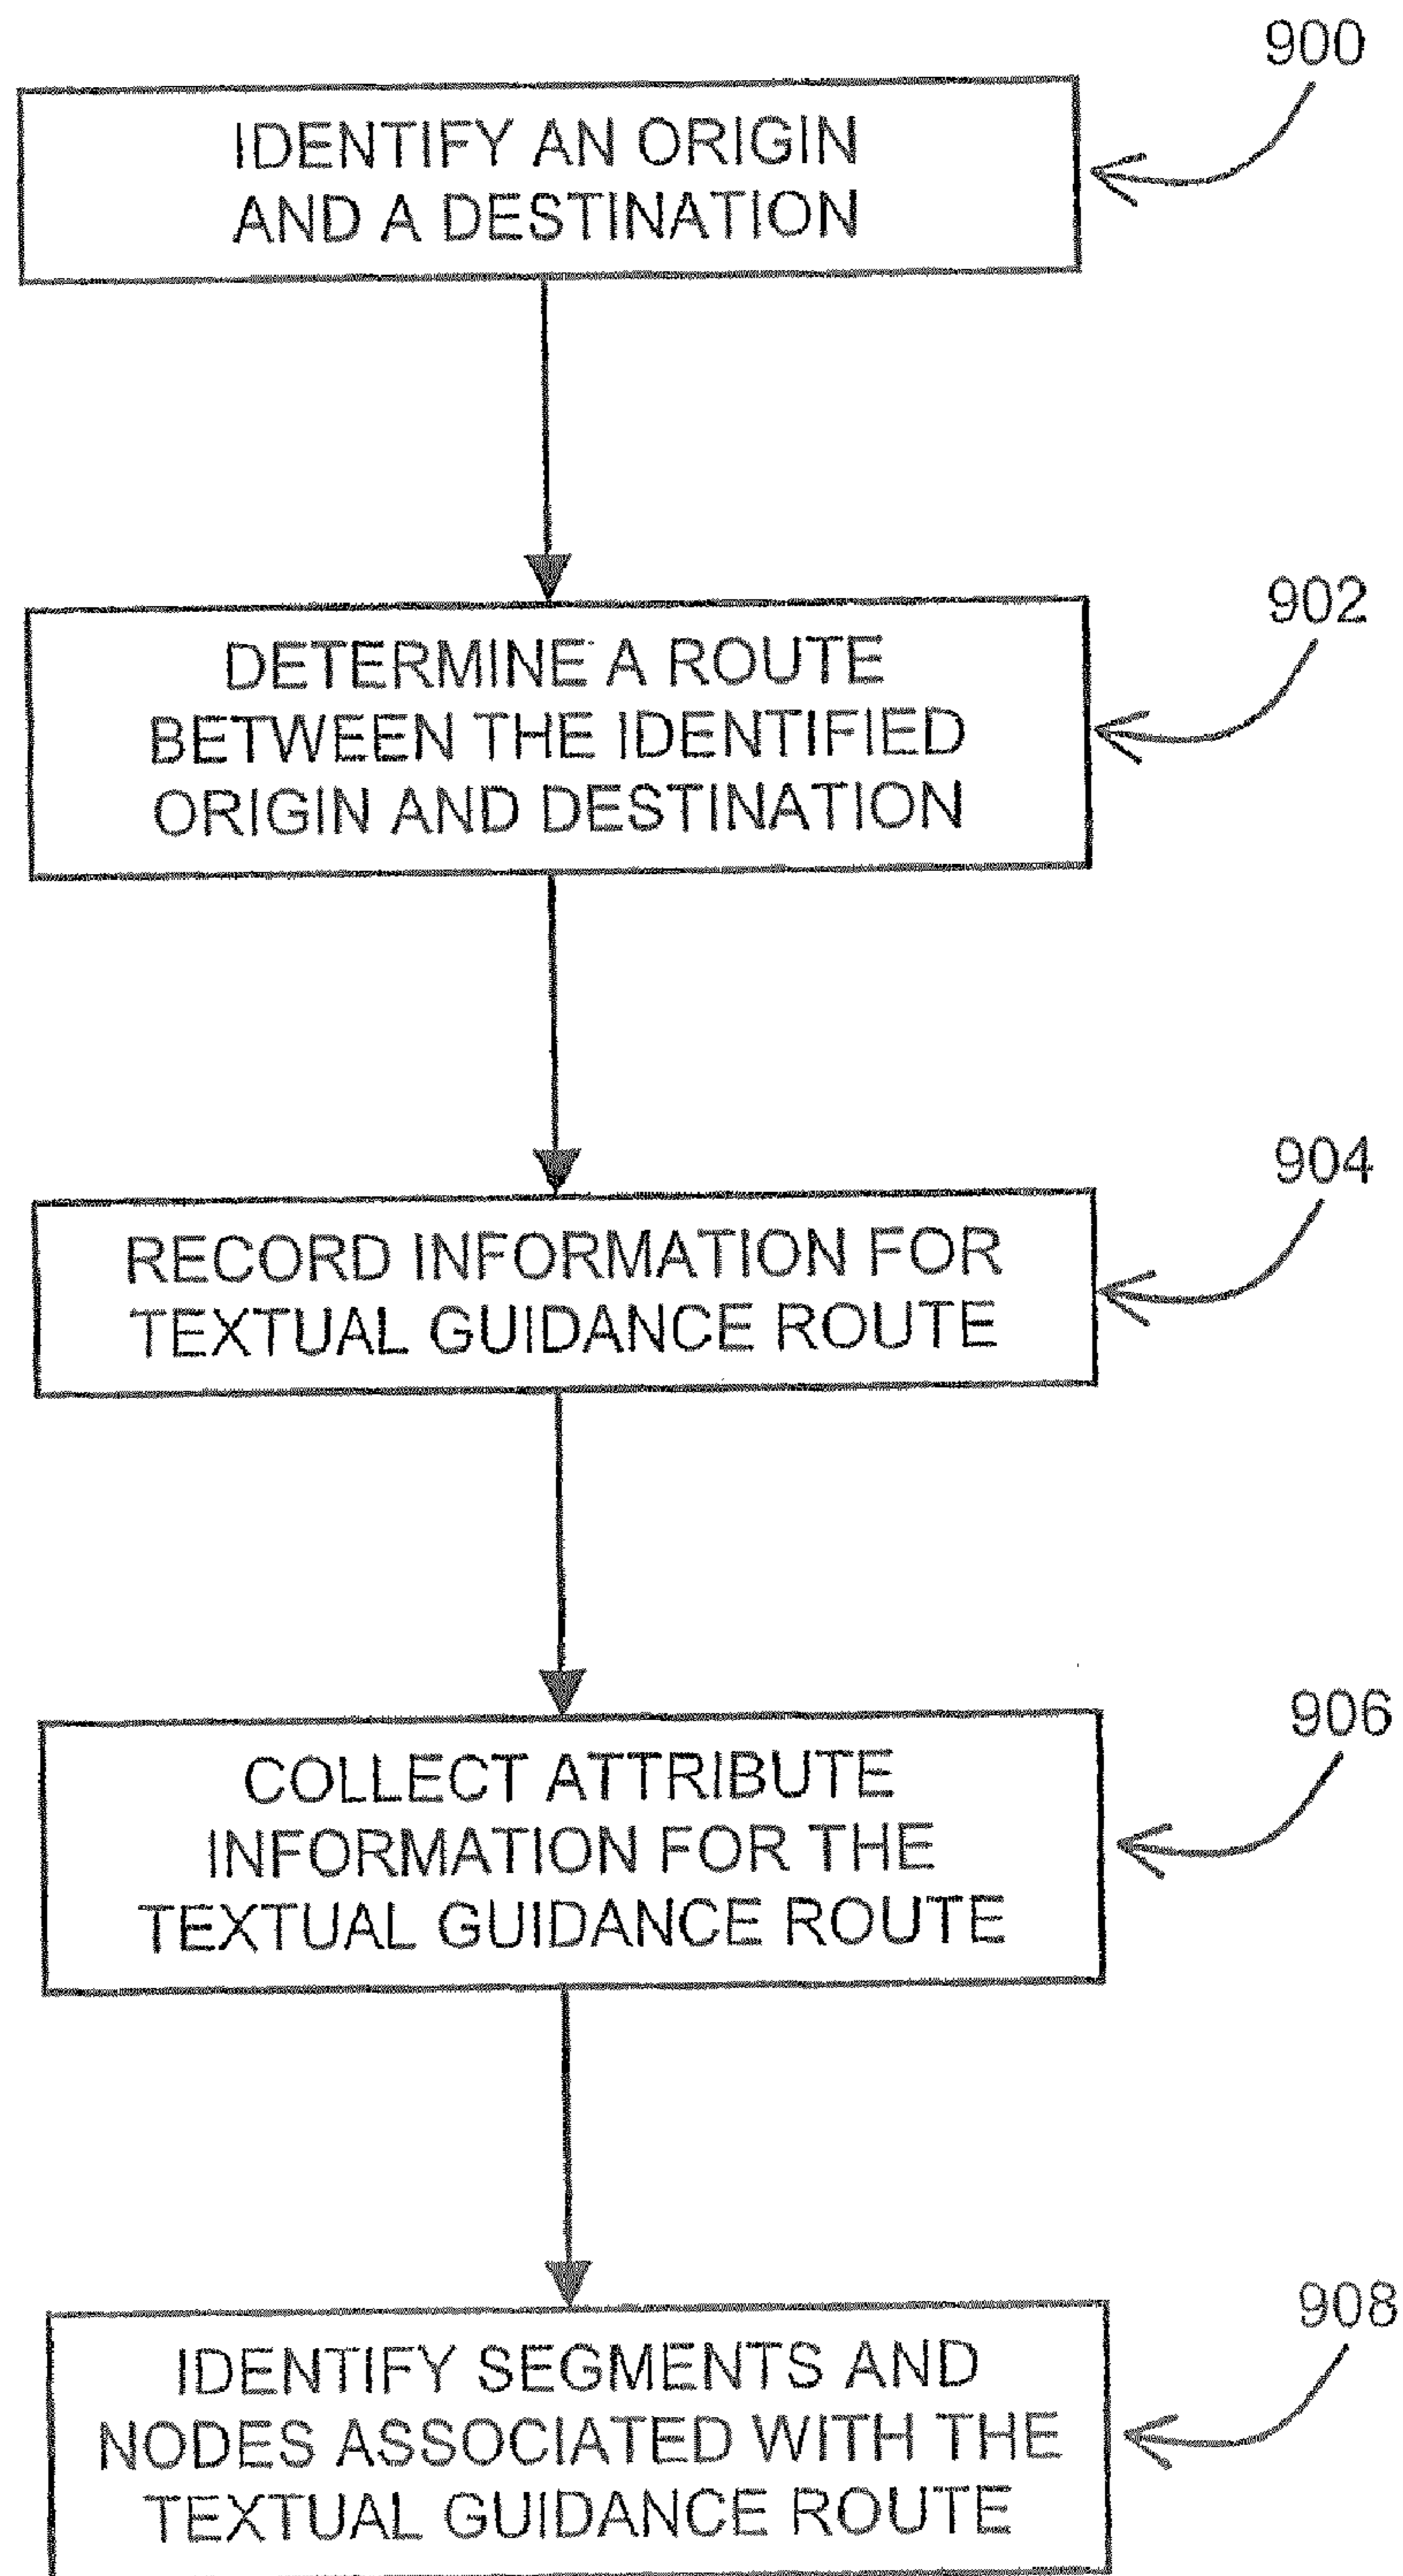 900
IDENTIFY AN ORIGIN
AND A DESTINATION
902
DETERMINE A ROUTE
BETWEEN THE IDENTIFIED
ORIGIN AND DESTINATION
904
RECORD INFORMATION FOR
TEXTUAL GUIDANCE ROUTE
906
COLLECT ATTRIBUTE
INFORMATION FOR THE
TEXTUAL GUIDANCE ROUTE
908
IDENTIFY SEGMENTS AND
NODES ASSOCIATED WITH THE
TEXTUAL GUIDANCE ROUTE